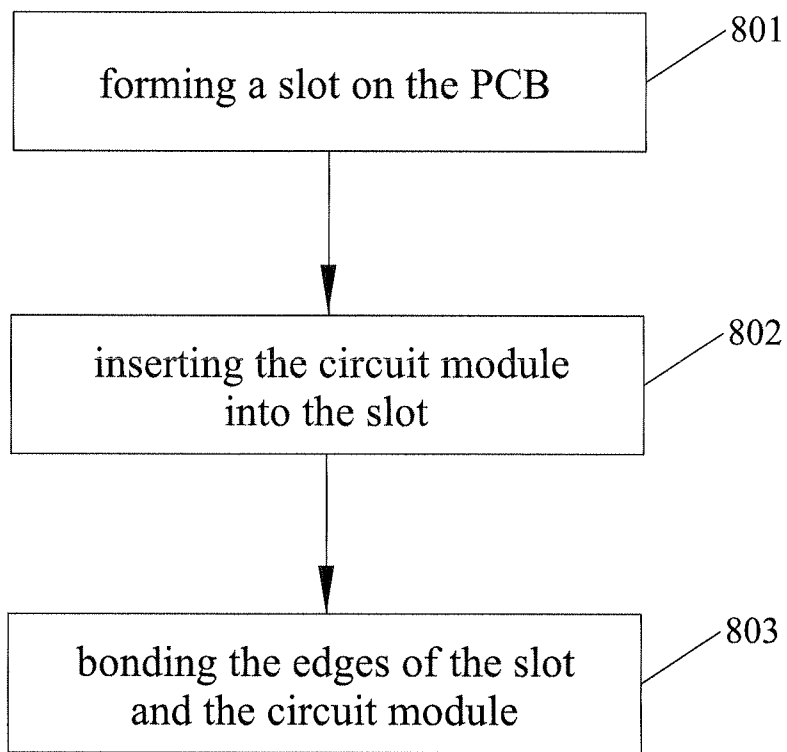 forming a slot on the PCB
801
inserting the circuit module
into the slot
802
bonding the edges of the slot
and the circuit module
803